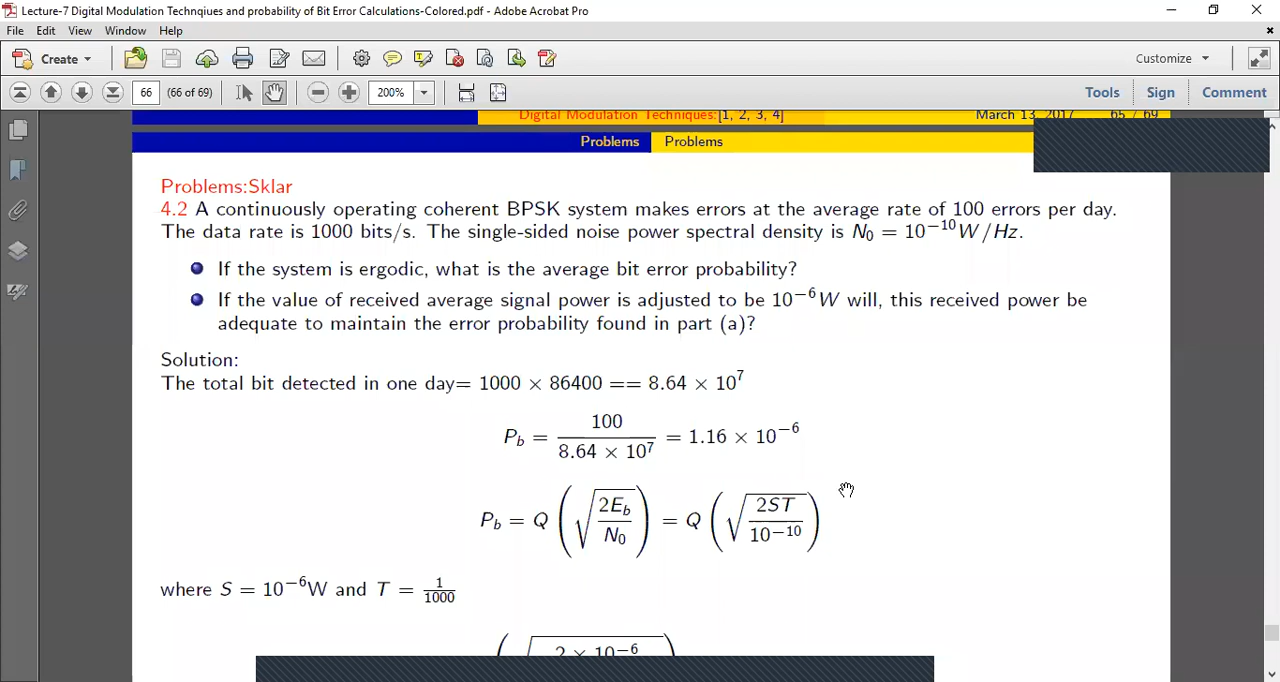 Lecture-7 Digital Modulation Technqiues and probability of Bit Error Calculations-Colored.pdf - Adobe Acrobat Pro
File Edit View Window Help
Create
Customize
66 (66 of 69) 200% Tools Sign Comment
Digital Modulation Techniques:[1, 2, 3, 4] March 13, 2017 65 / 69
Problems Problems
Problems:Sklar
4.2 A continuously operating coherent BPSK system makes errors at the average rate of 100 errors per day.
The data rate is 1000 bits/s. The single-sided noise power spectral density is N₀ = 10⁻¹⁰W/Hz.
If the system is ergodic, what is the average bit error probability?
If the value of received average signal power is adjusted to be 10⁻⁶W will, this received power be
adequate to maintain the error probability found in part (a)?
Solution:
The total bit detected in one day= 1000 × 86400 == 8.64 × 10⁷
P_b = 100 / (8.64 × 10⁷) = 1.16 × 10⁻⁶
P_b = Q(√(2E_b / N₀)) = Q(√(2ST / 10⁻¹⁰))
where S = 10⁻⁶W and T = 1/1000
2 × 10⁻⁶